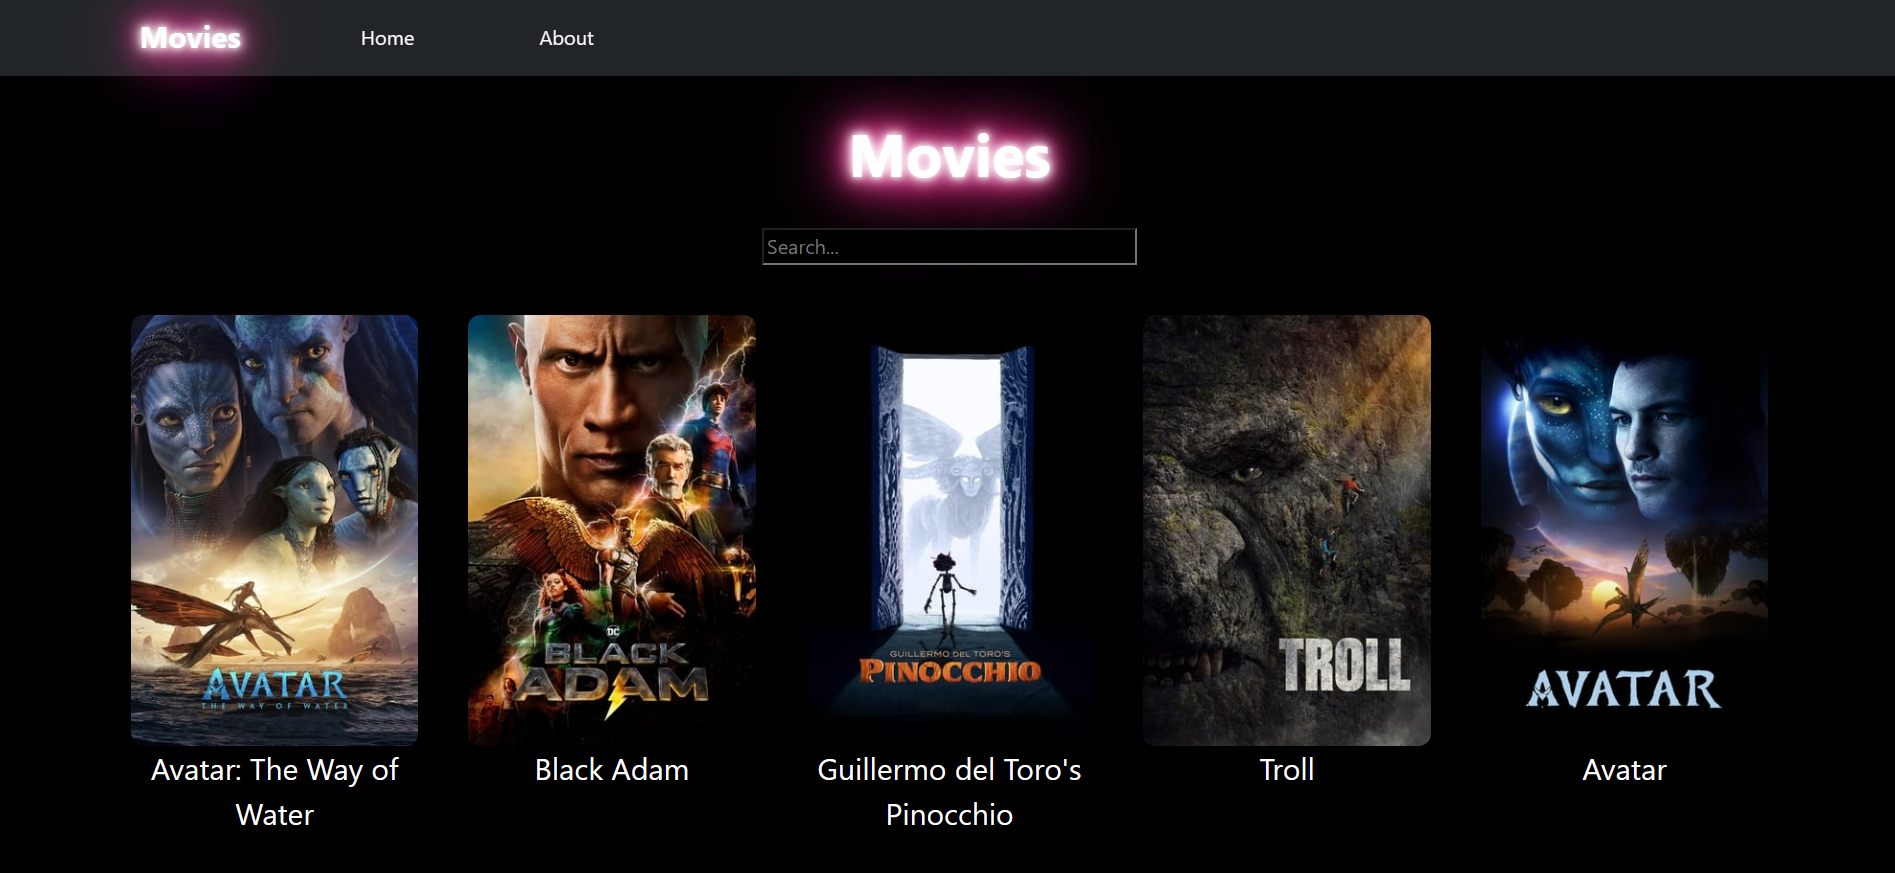 Movies
Home
About
Movies
Search...
AVATAR
THE WAY OF WATER
DC
BLACK
ADAM
GUILLERMO DEL TORO'S
PINOCCHIO
TROLL
AVATAR
Avatar: The Way of
Water
Black Adam
Guillermo del Toro's
Pinocchio
Troll
Avatar